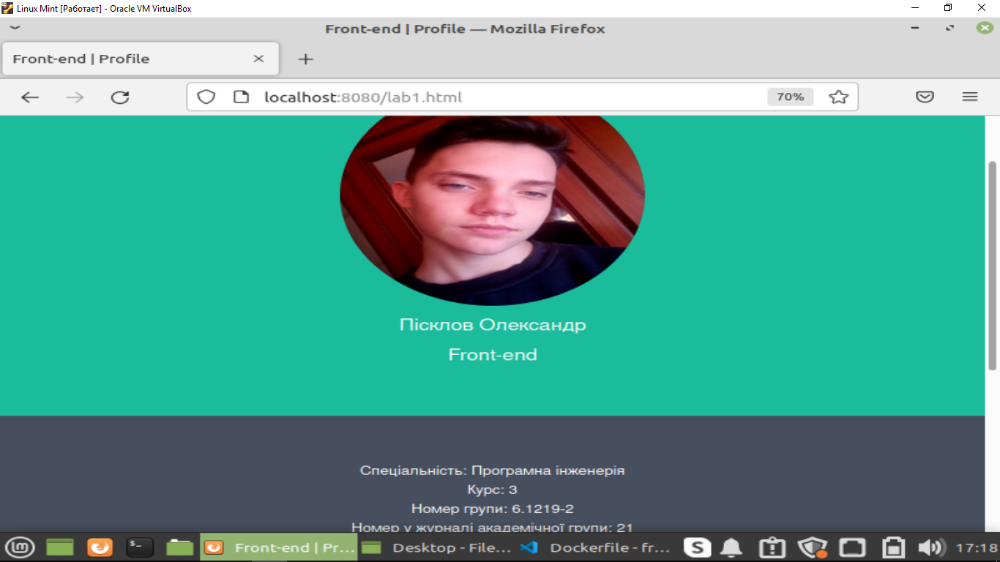 Linux Mint [Работает] - Oracle VM VirtualBox
Front-end | Profile — Mozilla Firefox
Front-end | Profile
localhost:8080/lab1.html
70%
Пісклов Олександр
Front-end
Спеціальність: Програмна інженерія
Курс: 3
Номер групи: 6.1219-2
Номер у журналі академічної групи: 21
Front-end | Pr...
Desktop - File...
Dockerfile - fr...
S
17:18